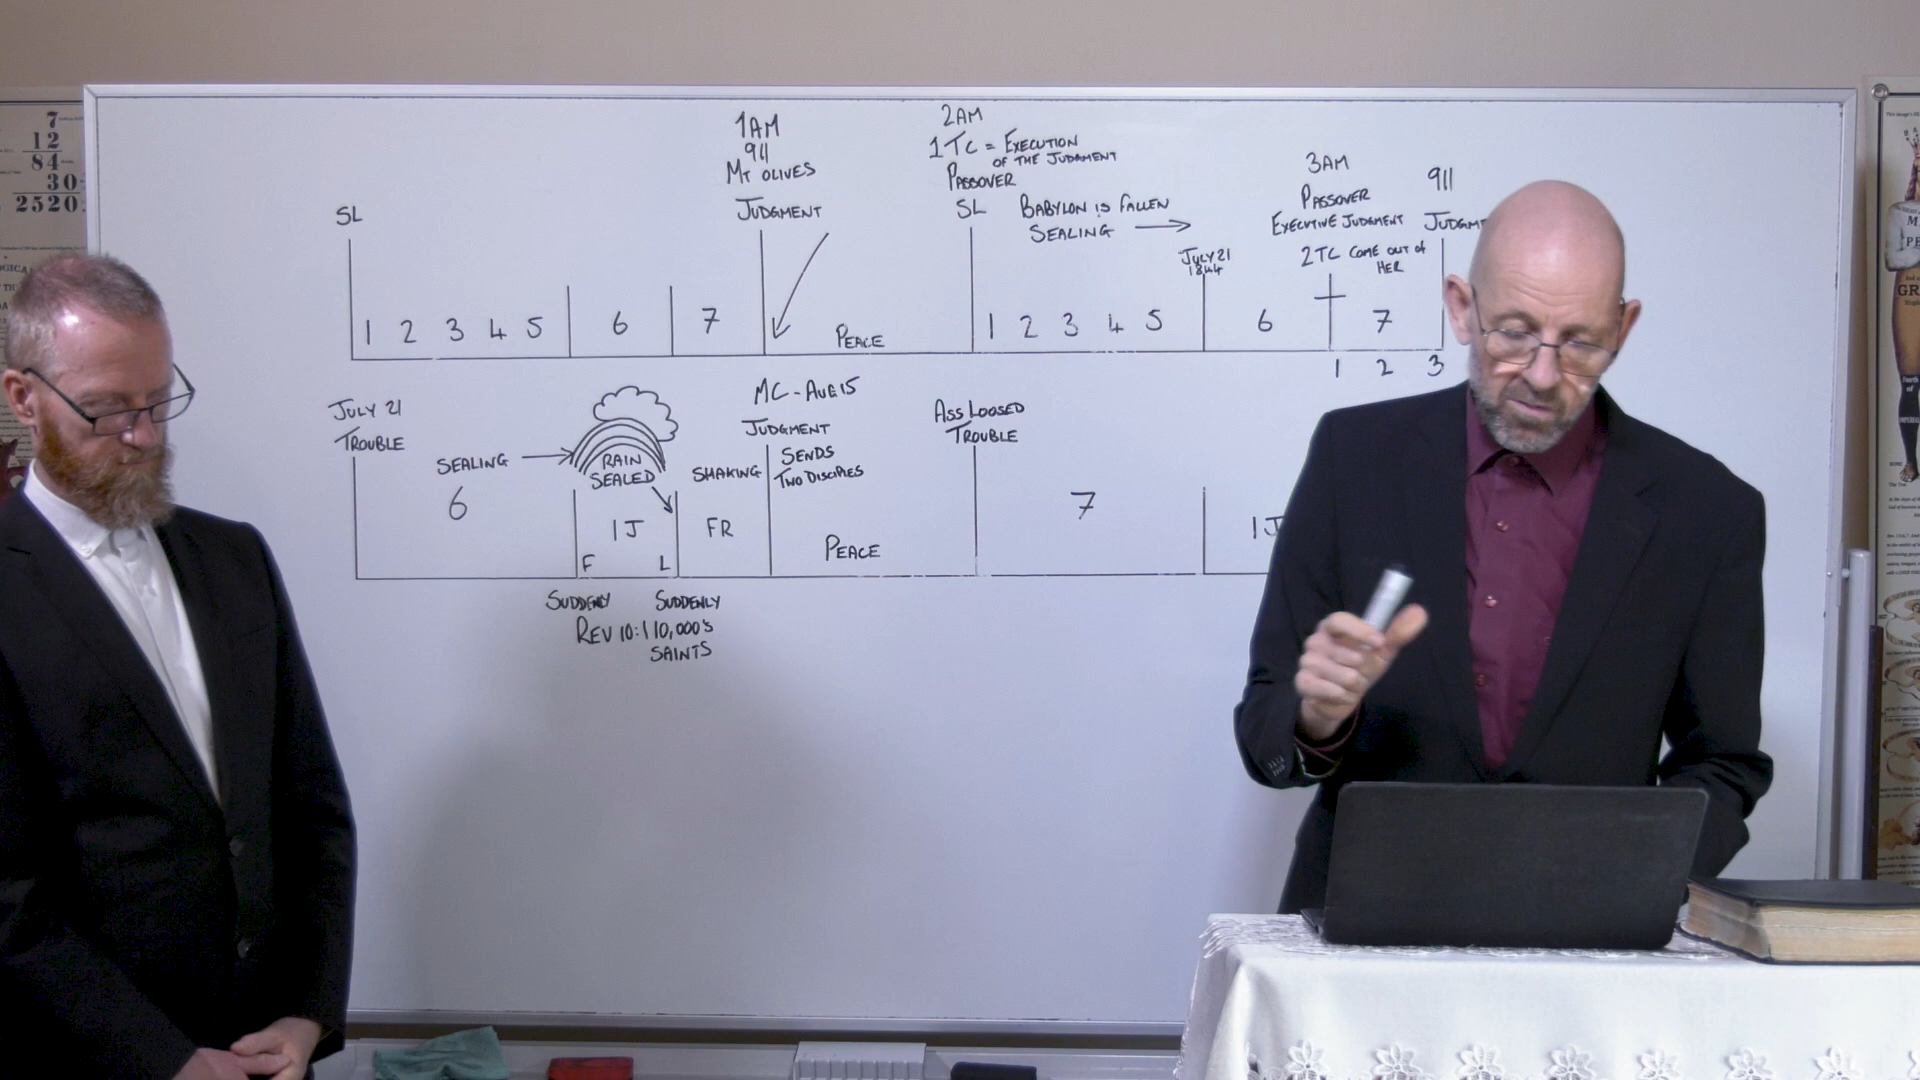 7
12
84
30
2520
1AM
911
MT OLIVES
JUDGMENT
SL
2AM
1TC = EXECUTION
OF THE JUDGMENT
PASSOVER
SL BABYLON IS FALLEN
SEALING
JULY 21
1844
3AM
PASSOVER
EXECUTIVE JUDGMENT
2TC COME OUT OF
HER
911
JUDGM
1 2 3 4 5 6 7 PEACE 1 2 3 4 5 6 7
1 2 3
JULY 21
TROUBLE
SEALING
6
RAIN
SEALED
1J
F L
SHAKING
FR
MC - AUG 15
JUDGMENT
SENDS
TWO DISCIPLES
PEACE
ASS LOOSED
TROUBLE
7
1J
SUDDENLY SUDDENLY
REV 10:1 10,000's
SAINTS
GR